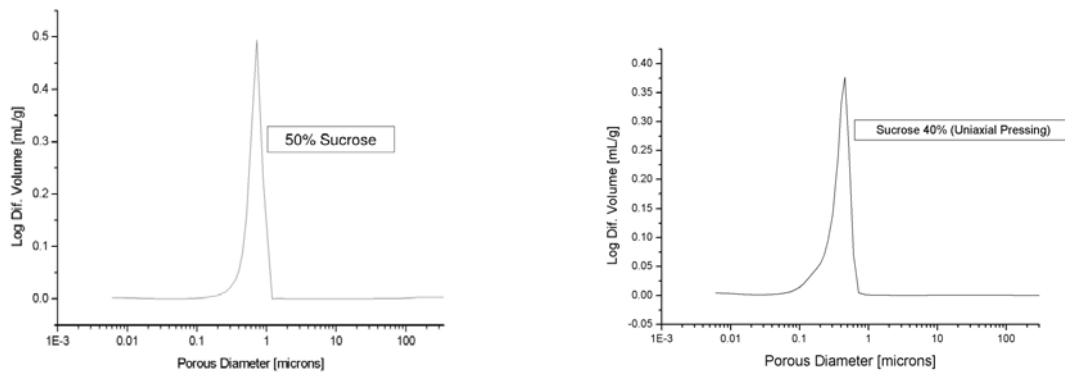 Log Dif. Volume [mL/g]
0.5
0.4
0.3
0.2
0.1
0.0
50% Sucrose
1E-3 0.01 0.1 1 10 100
Porous Diameter [microns]
Log Dif. Volume [mL/g]
0.40
0.35
0.30
0.25
0.20
0.15
0.10
0.05
0.00
-0.05
Sucrose 40% (Uniaxial Pressing)
1E-3 0.01 0.1 1 10 100
Porous Diameter [microns]